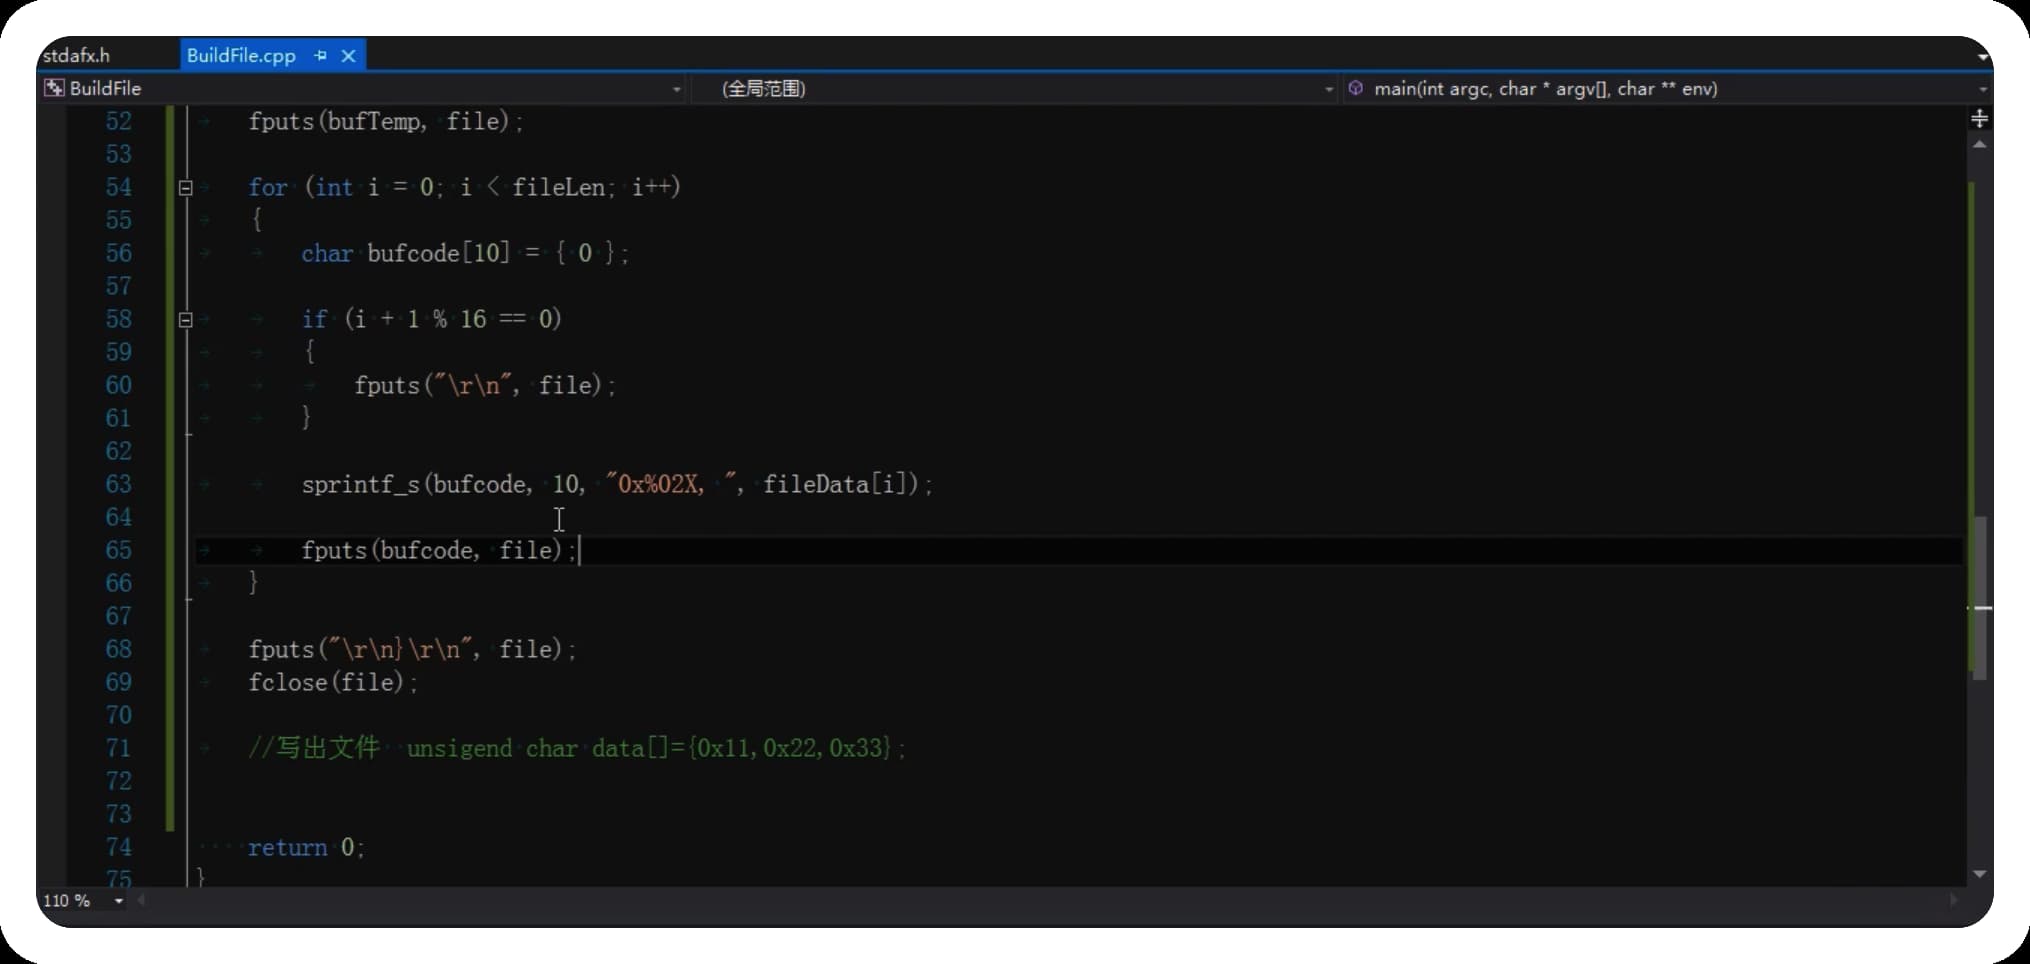 stdafx.h
BuildFile.cpp
BuildFile
(全局范围)
main(int argc, char * argv[], char ** env)
52 fputs(bufTemp, file);
53
54 for (int i = 0; i < fileLen; i++)
55 {
56 char bufcode[10] = { 0 };
57
58 if (i + 1 % 16 == 0)
59 {
60 fputs("\r\n", file);
61 }
62
63 sprintf_s(bufcode, 10, "0x%02X, ", fileData[i]);
64
65 fputs(bufcode, file);
66 }
67
68 fputs("\r\n}\r\n", file);
69 fclose(file);
70
71 //写出文件 unsigend char data[]={0x11,0x22,0x33};
72
73
74 return 0;
75 }
110 %